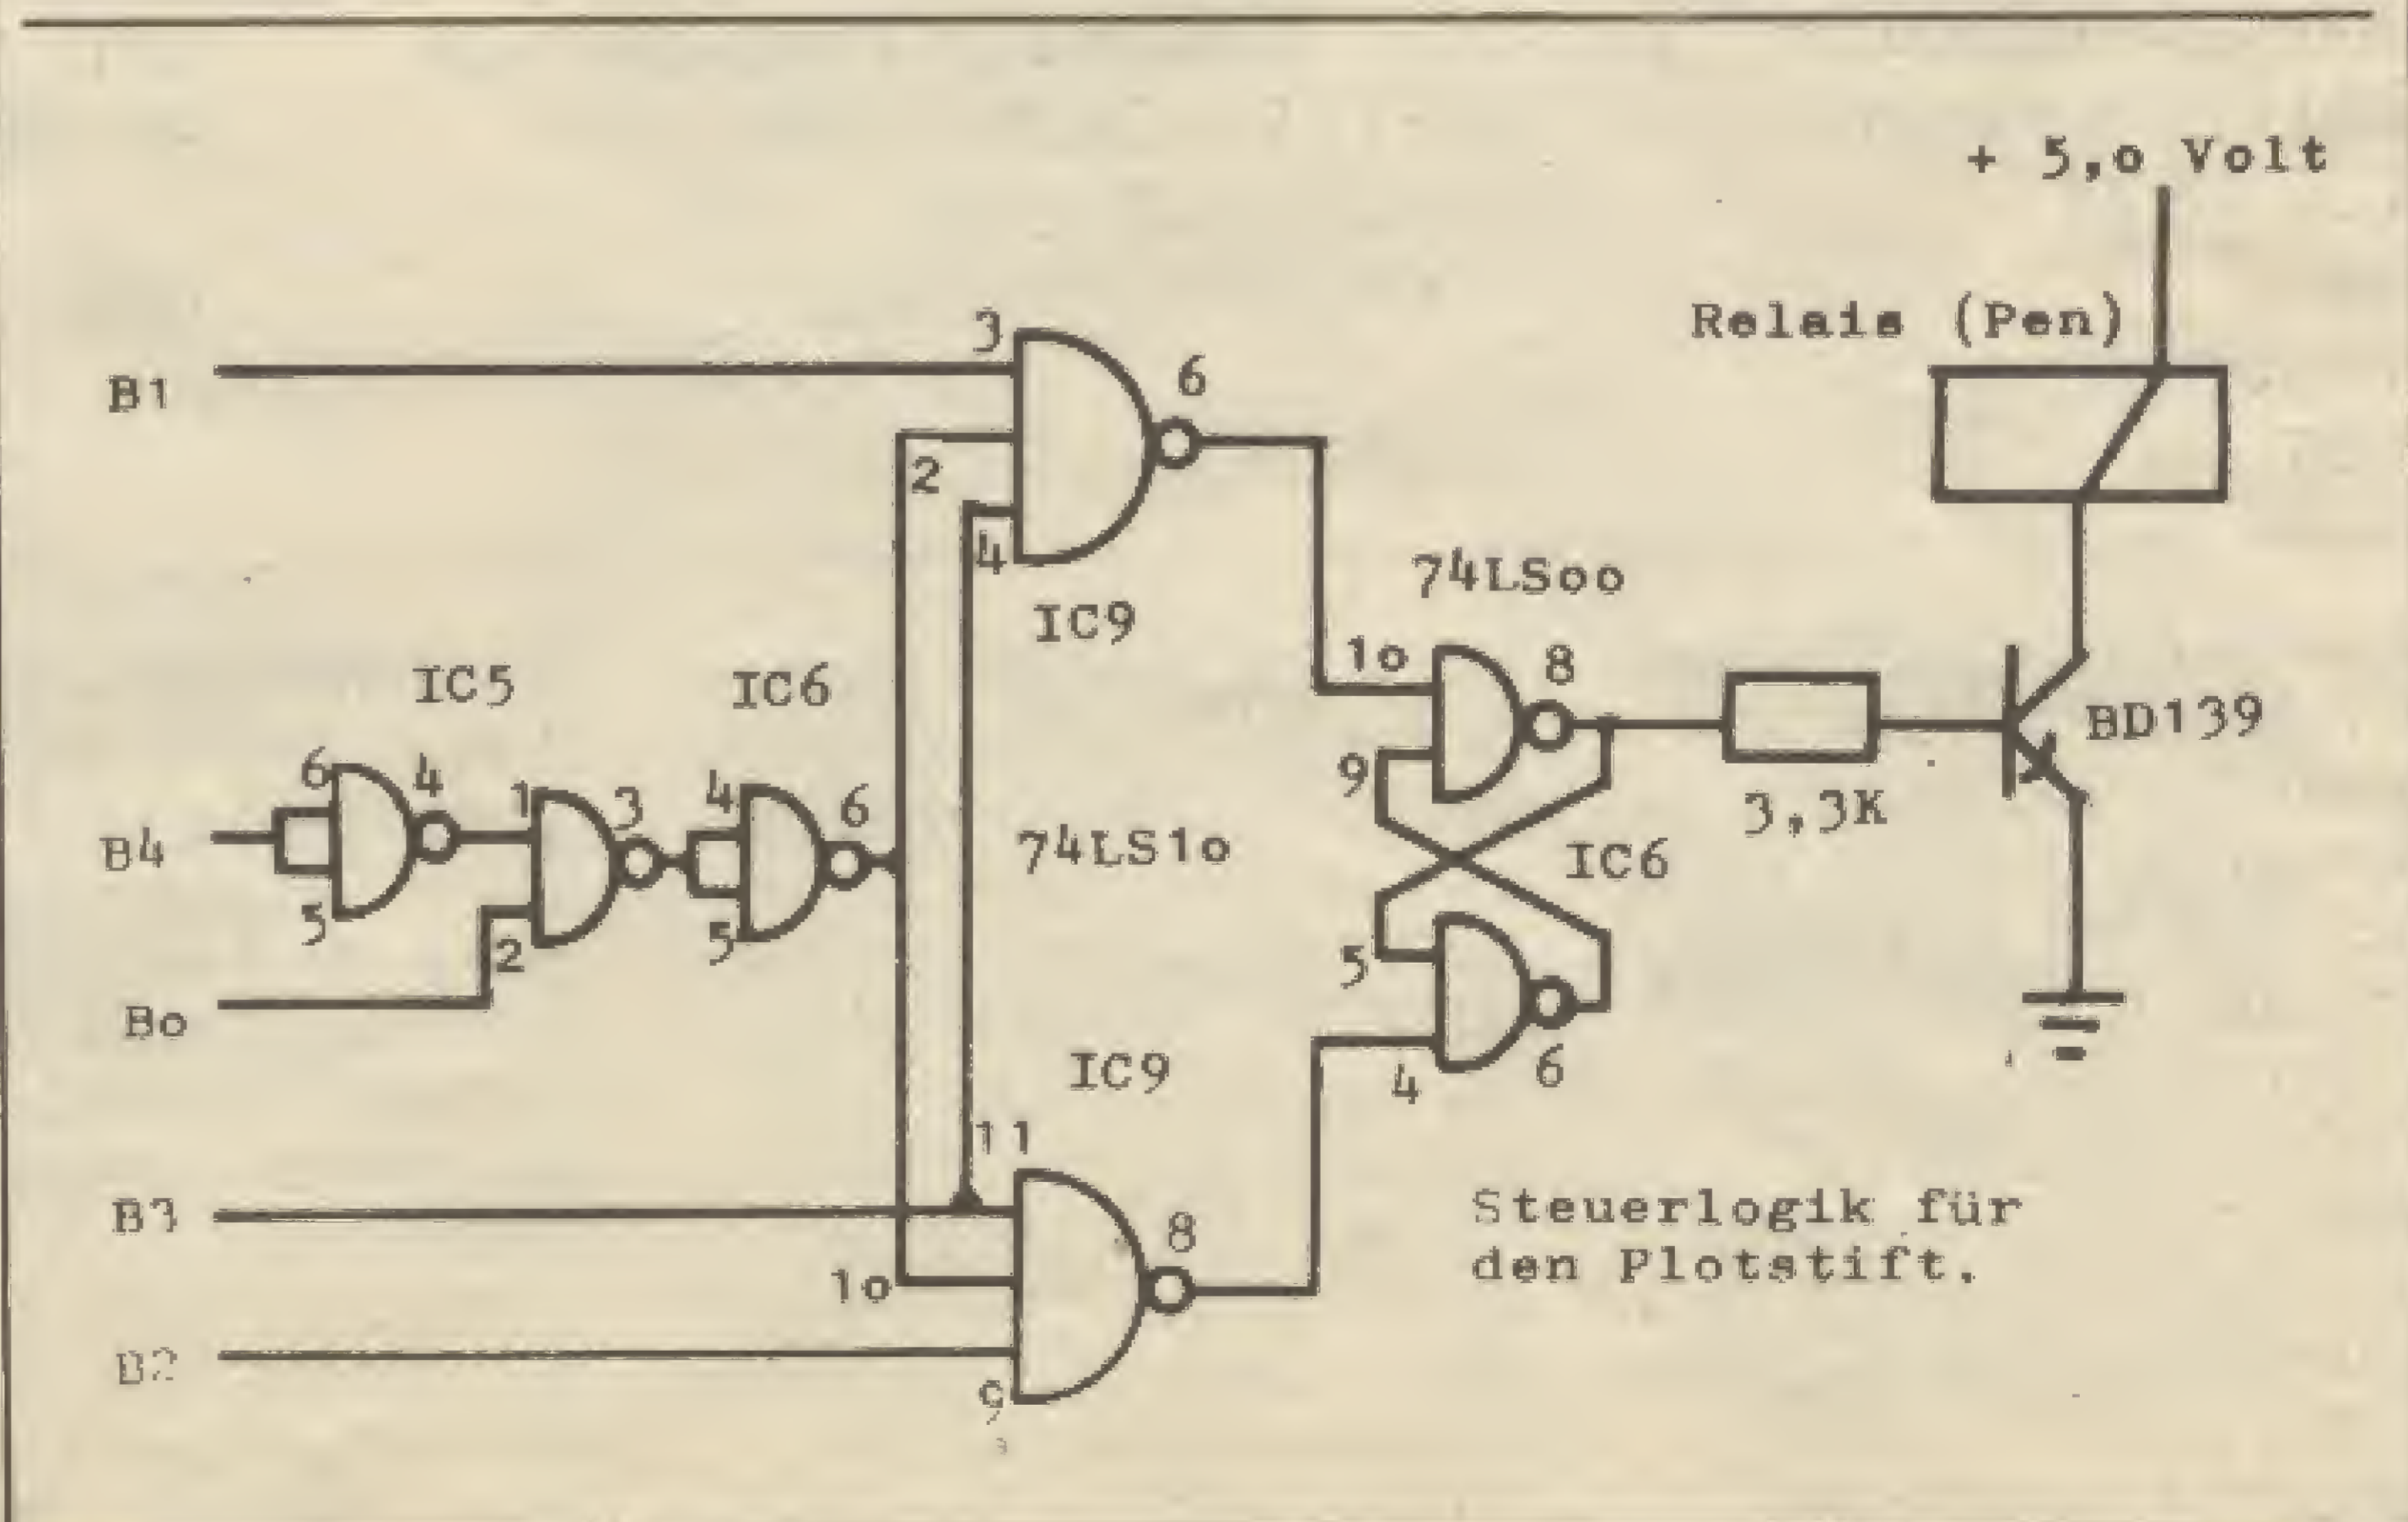 + 5,o Volt
Relais (Pen)
B1
3
6
2
4
IC9
74LSoo
1o
8
9
IC5
IC6
BD139
3,3K
6
4
5
1
3
2
4
6
5
B4
Bo
74LS1o
IC6
5
4
6
IC9
11
B3
8
1o
B2
9
Steuerlogik für
den Plotstift.